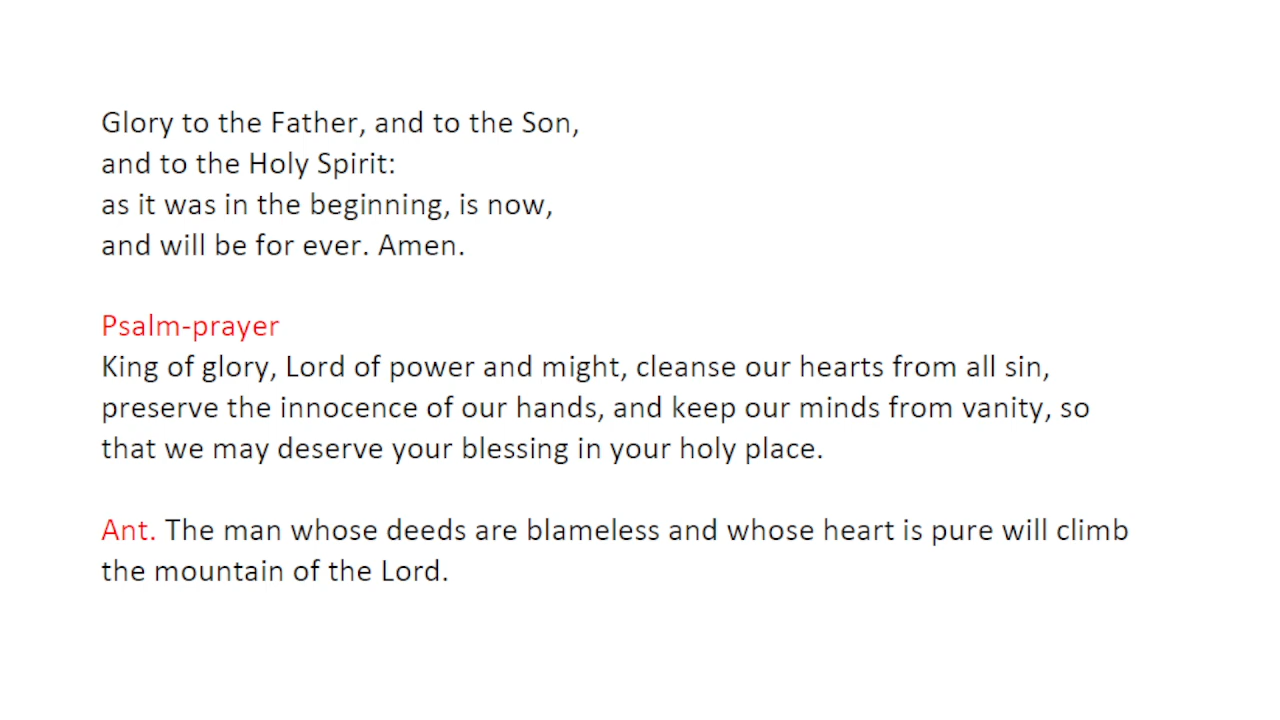 Glory to the Father, and to the Son,
and to the Holy Spirit:
as it was in the beginning, is now,
and will be for ever. Amen.
Psalm-prayer
King of glory, Lord of power and might, cleanse our hearts from all sin,
preserve the innocence of our hands, and keep our minds from vanity, so
that we may deserve your blessing in your holy place.
Ant. The man whose deeds are blameless and whose heart is pure will climb
the mountain of the Lord.